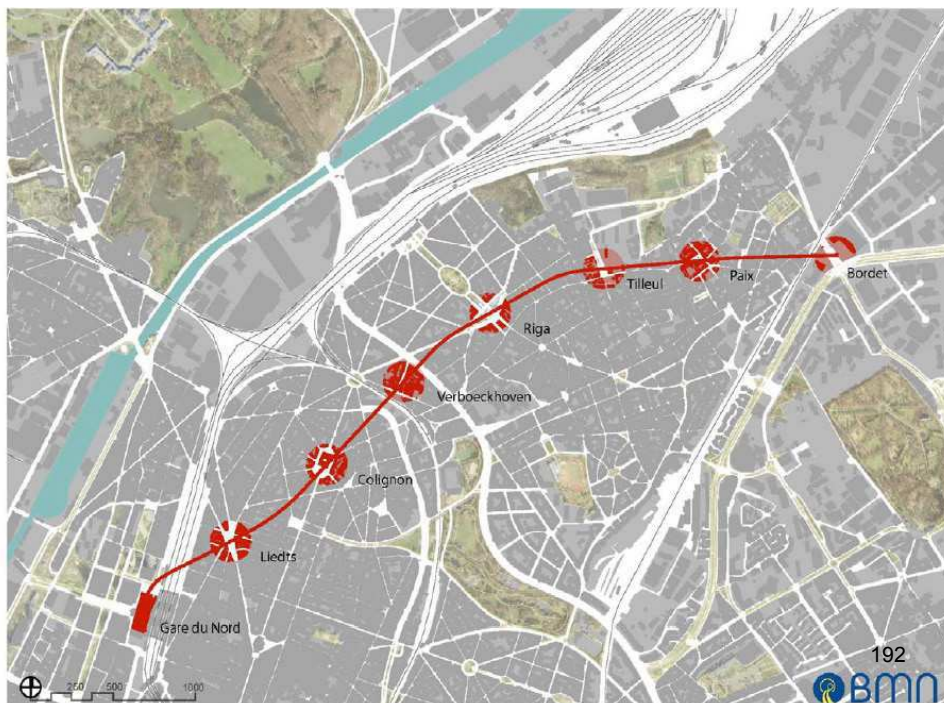 Bordet
Paix
Tilleul
Riga
Verboeckhoven
Colignon
Liedts
Gare du Nord
250 500 1000
192
BMN